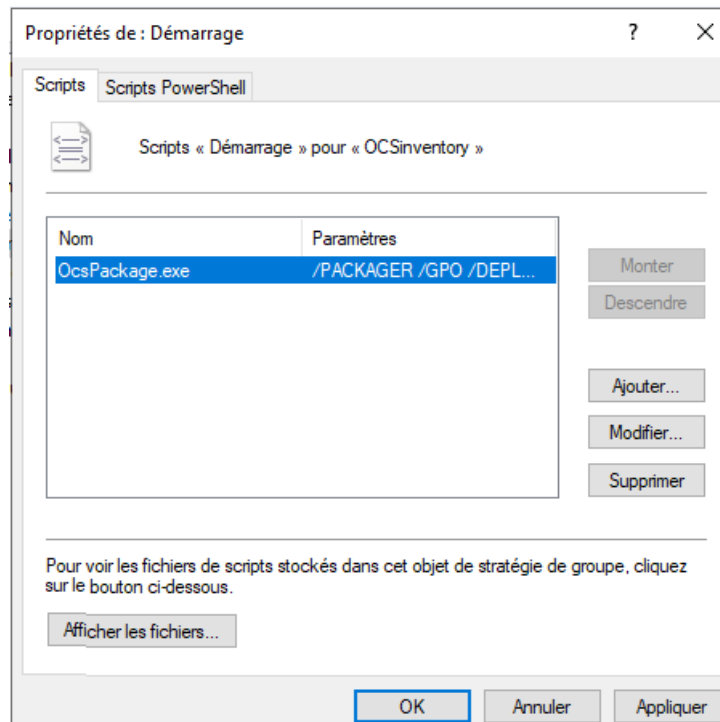 Propriétés de : Démarrage
Scripts
Scripts PowerShell
Scripts « Démarrage » pour « OCSinventory »
Nom
Paramètres
OcsPackage.exe
/PACKAGER /GPO /DEPL...
Monter
Descendre
Ajouter...
Modifier...
Supprimer
Pour voir les fichiers de scripts stockés dans cet objet de stratégie de groupe, cliquez
sur le bouton ci-dessous.
Afficher les fichiers...
OK
Annuler
Appliquer